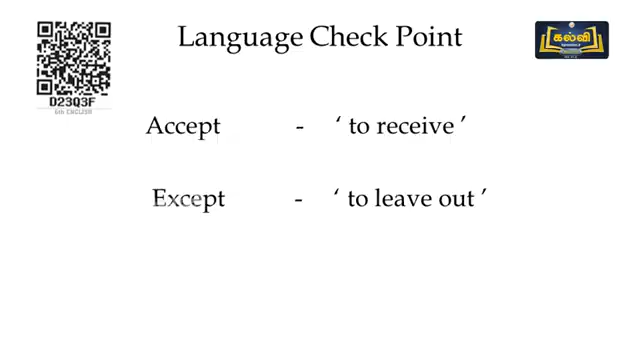 Language Check Point
கல்வி
D23Q3F
6th ENGLISH
Accept - ‘ to receive ’
Except - ‘ to leave out ’